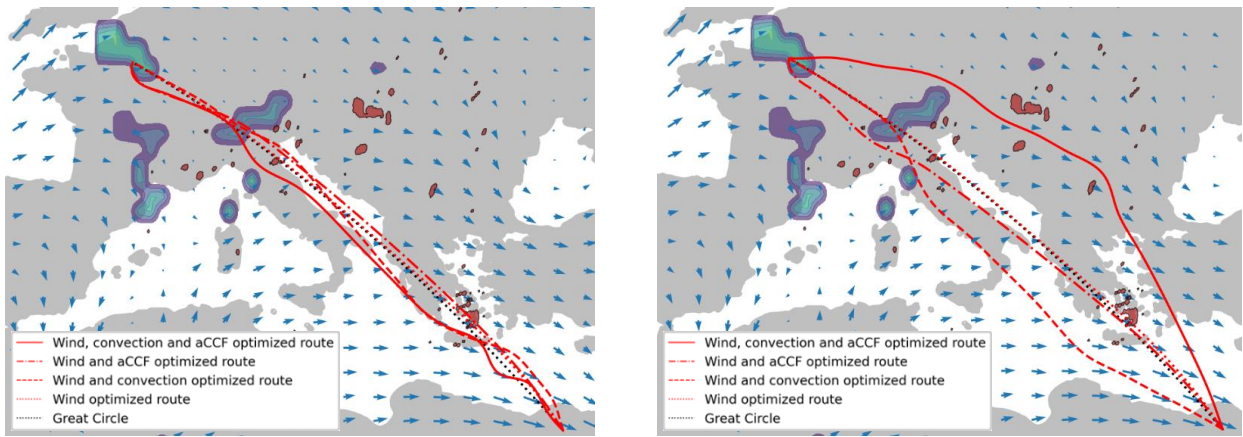 Wind, convection and aCCF optimized route
Wind and aCCF optimized route
Wind and convection optimized route
Wind optimized route
Great Circle
Wind, convection and aCCF optimized route
Wind and aCCF optimized route
Wind and convection optimized route
Wind optimized route
Great Circle